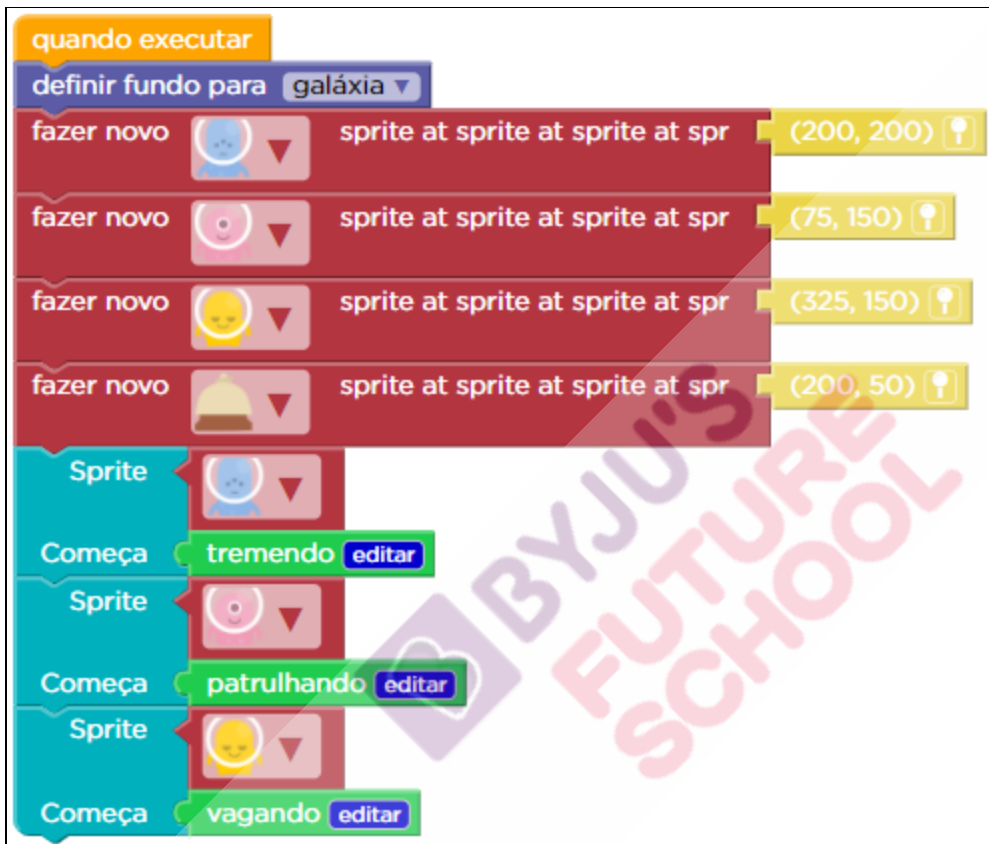 quando executar
definir fundo para galáxia
fazer novo sprite at sprite at sprite at spr (200, 200)
fazer novo sprite at sprite at sprite at spr (75, 150)
fazer novo sprite at sprite at sprite at spr (325, 150)
fazer novo sprite at sprite at sprite at spr (200, 50)
Sprite
Começa tremendo editar
Sprite
Começa patrulhando editar
Sprite
Começa vagando editar
B BYJU'S
FUTURE
SCHOOL